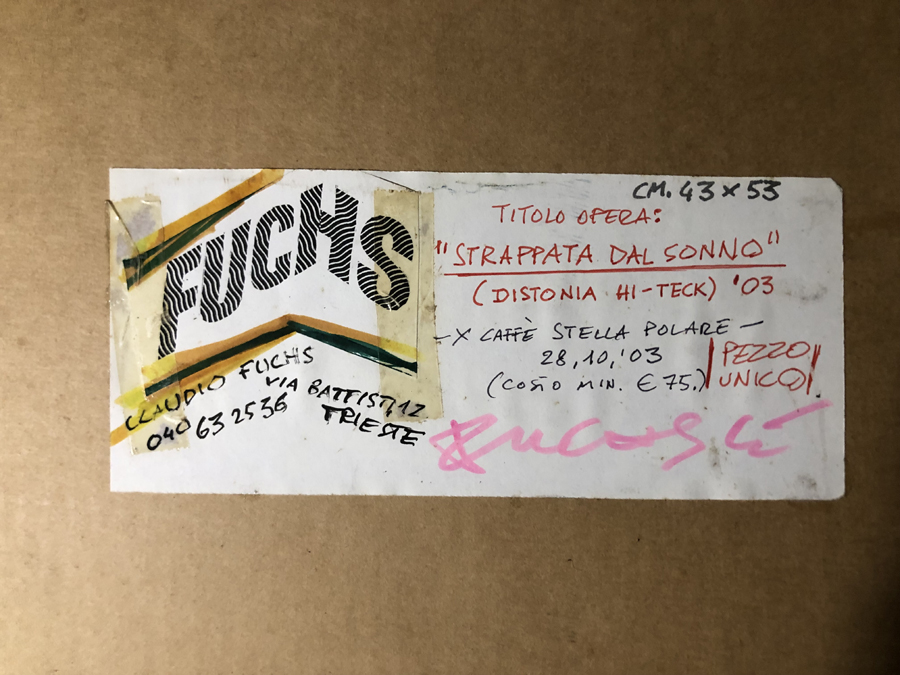 FUCHS
CLAUDIO FUCHS
VIA BATTISTI, 12
040 632536
TRIESTE
CM. 43 x 53
TITOLO OPERA:
"STRAPPATA DAL SONNO"
(DISTONIA HI-TECK) '03
- X CAFFÈ STELLA POLARE -
28,10,'03
(COSTO MIN. € 75.)
PEZZO
UNICO